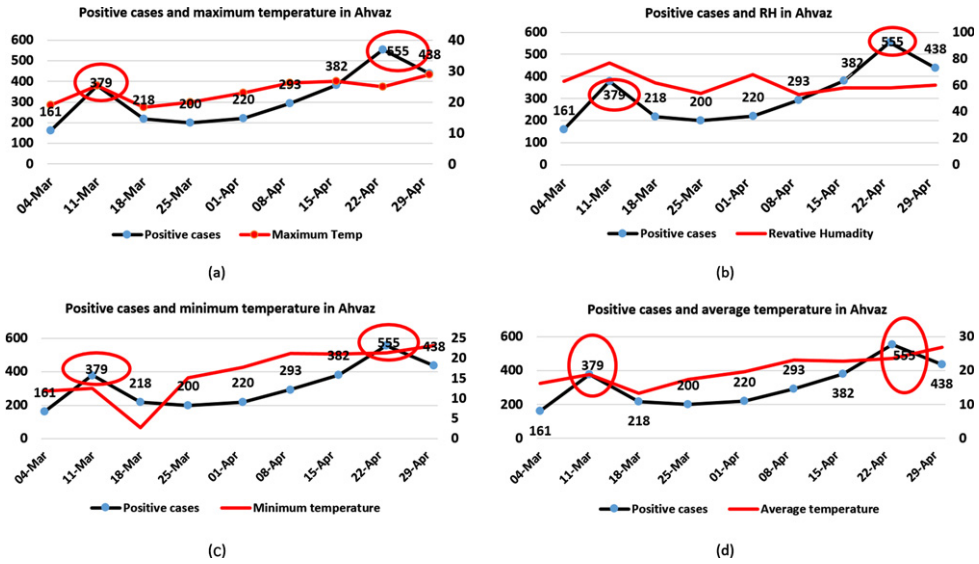 Positive cases and maximum temperature in Ahvaz
600
500
400
300
200
100
0
40
30
20
10
0
161
379
218
200
220
293
382
555
438
04-Mar
11-Mar
18-Mar
25-Mar
01-Apr
08-Apr
15-Apr
22-Apr
29-Apr
Positive cases
Maximum Temp
(a)
Positive cases and RH in Ahvaz
600
500
400
300
200
100
0
100
80
60
40
20
0
161
379
218
200
220
293
382
555
438
04-Mar
11-Mar
18-Mar
25-Mar
01-Apr
08-Apr
15-Apr
22-Apr
29-Apr
Positive cases
Revative Humadity
(b)
Positive cases and minimum temperature in Ahvaz
600
400
200
0
25
20
15
10
5
0
161
379
218
200
220
293
382
555
438
04-Mar
11-Mar
18-Mar
25-Mar
01-Apr
08-Apr
15-Apr
22-Apr
29-Apr
Positive cases
Minimum temperature
(c)
Positive cases and average temperature in Ahvaz
600
400
200
0
30
20
10
0
161
379
218
200
220
293
382
555
438
04-Mar
11-Mar
18-Mar
25-Mar
01-Apr
08-Apr
15-Apr
22-Apr
29-Apr
Positive cases
Average temperature
(d)